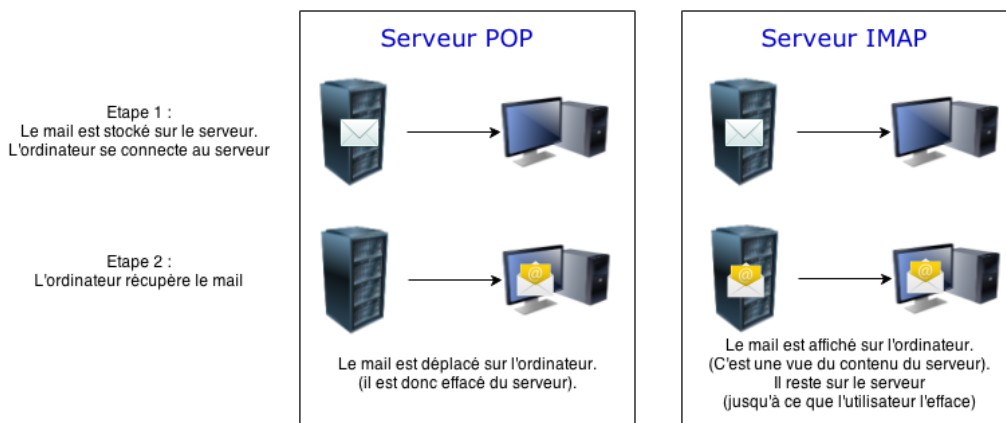 Serveur POP
Serveur IMAP
Etape 1 :
Le mail est stocké sur le serveur.
L'ordinateur se connecte au serveur
Etape 2 :
L'ordinateur récupère le mail
@
@
@
Le mail est déplacé sur l'ordinateur.
(il est donc effacé du serveur).
Le mail est affiché sur l'ordinateur.
(C'est une vue du contenu du serveur).
Il reste sur le serveur
(jusqu'à ce que l'utilisateur l'efface)